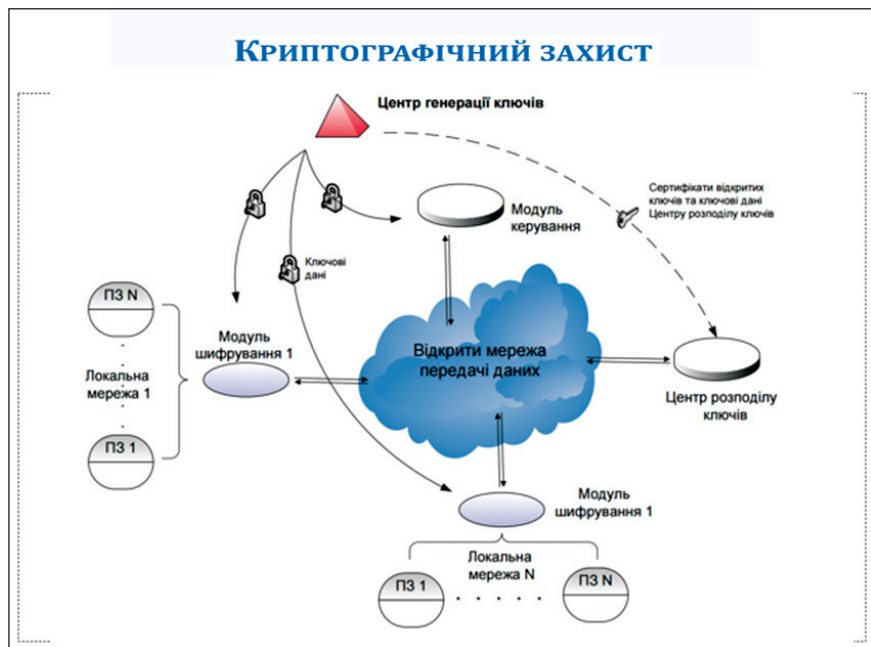 КРИПТОГРАФІЧНИЙ ЗАХИСТ
Центр генерації ключів
Сертифікати відкритих
ключів та ключові дані
Центру розподілу ключів
Модуль
керування
Ключові
дані
ПЗ N
Модуль
шифрування 1
Локальна
мережа 1
ПЗ 1
Відкрити мережа
передачі даних
Центр розподілу
ключів
Модуль
шифрування 1
Локальна
мережа N
ПЗ 1
ПЗ N